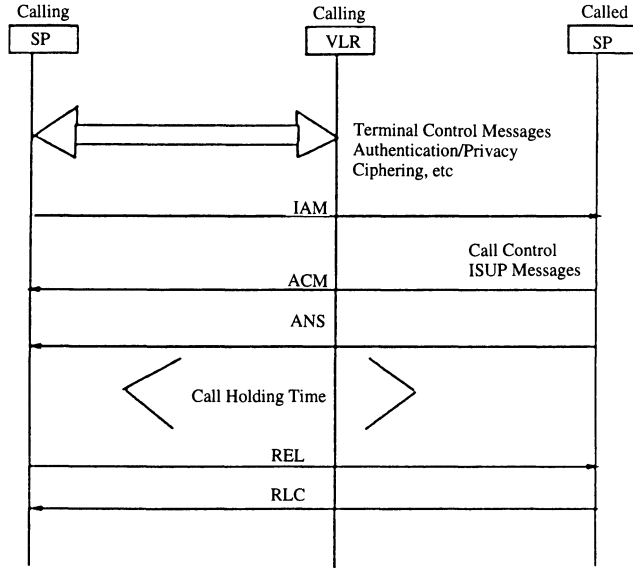 Calling
Calling
Called
SP
VLR
SP
Terminal Control Messages
Authentication/Privacy
Ciphering, etc
IAM
Call Control
ISUP Messages
ACM
ANS
Call Holding Time
REL
RLC